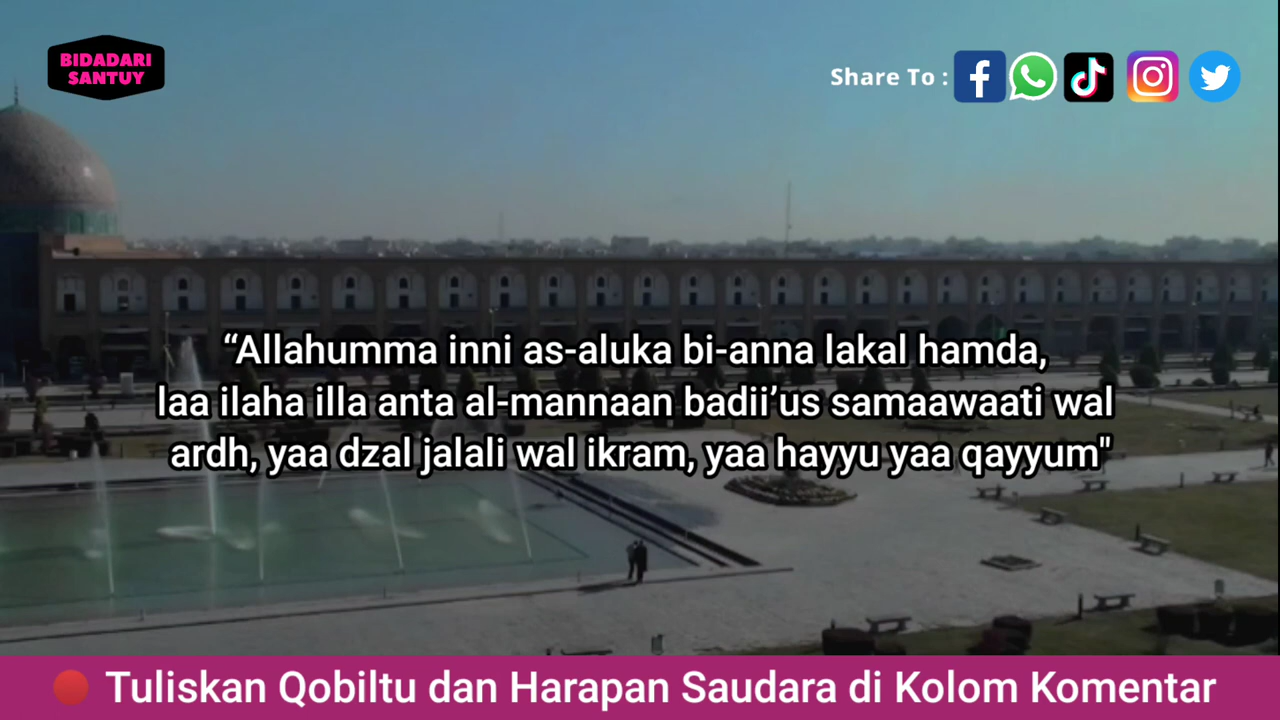 BIDADARI
SANTUY
Share To :
“Allahumma inni as-aluka bi-anna lakal hamda,
laa ilaha illa anta al-mannaan badii’us samaawaati wal
ardh, yaa dzal jalali wal ikram, yaa hayyu yaa qayyum"
Tuliskan Qobiltu dan Harapan Saudara di Kolom Komentar